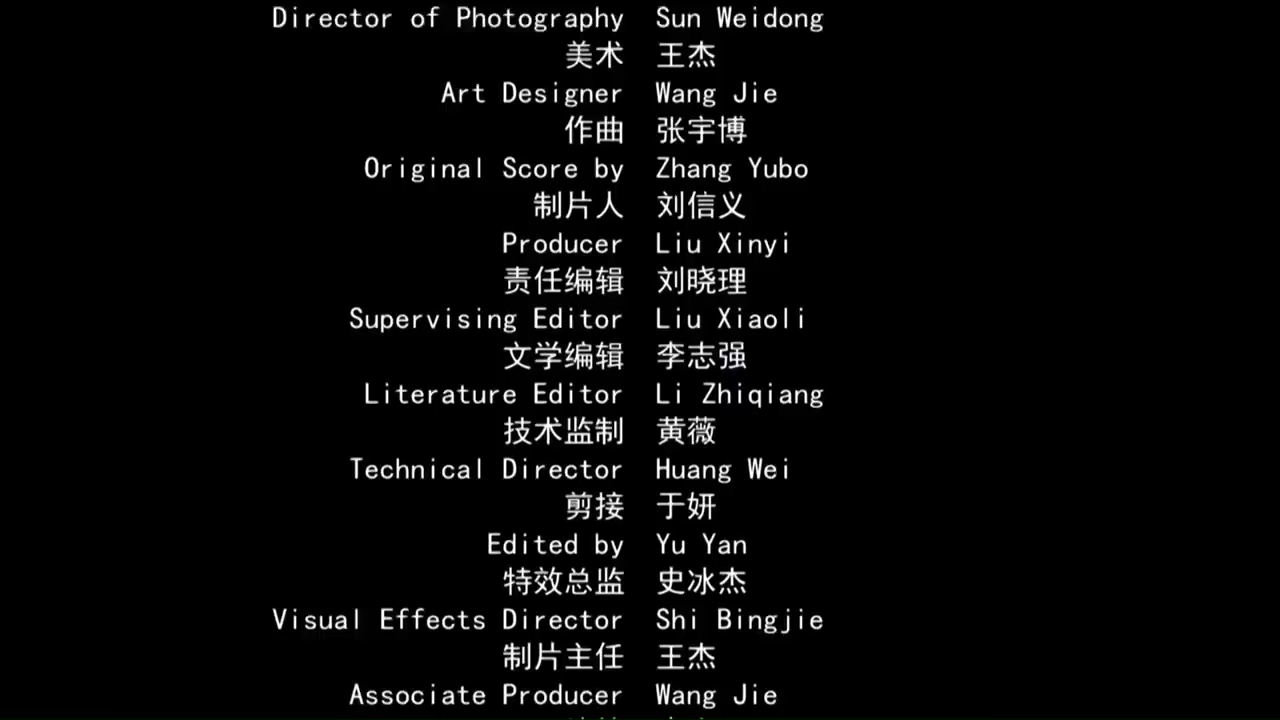 Director of Photography Sun Weidong
美术 王杰
Art Designer Wang Jie
作曲 张宇博
Original Score by Zhang Yubo
制片人 刘信义
Producer Liu Xinyi
责任编辑 刘晓理
Supervising Editor Liu Xiaoli
文学编辑 李志强
Literature Editor Li Zhiqiang
技术监制 黄薇
Technical Director Huang Wei
剪接 于妍
Edited by Yu Yan
特效总监 史冰杰
Visual Effects Director Shi Bingjie
制片主任 王杰
Associate Producer Wang Jie